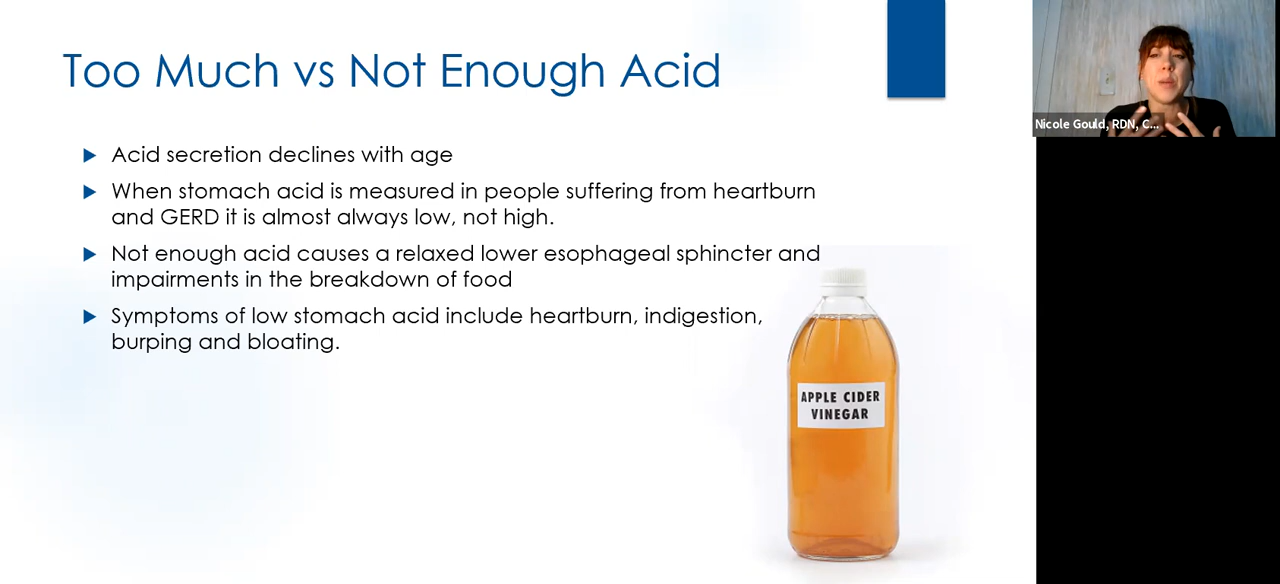 Too Much vs Not Enough Acid
Acid secretion declines with age
When stomach acid is measured in people suffering from heartburn
and GERD it is almost always low, not high.
Not enough acid causes a relaxed lower esophageal sphincter and
impairments in the breakdown of food
Symptoms of low stomach acid include heartburn, indigestion,
burping and bloating.
APPLE CIDER
VINEGAR
Nicole Gould, RDN, C...